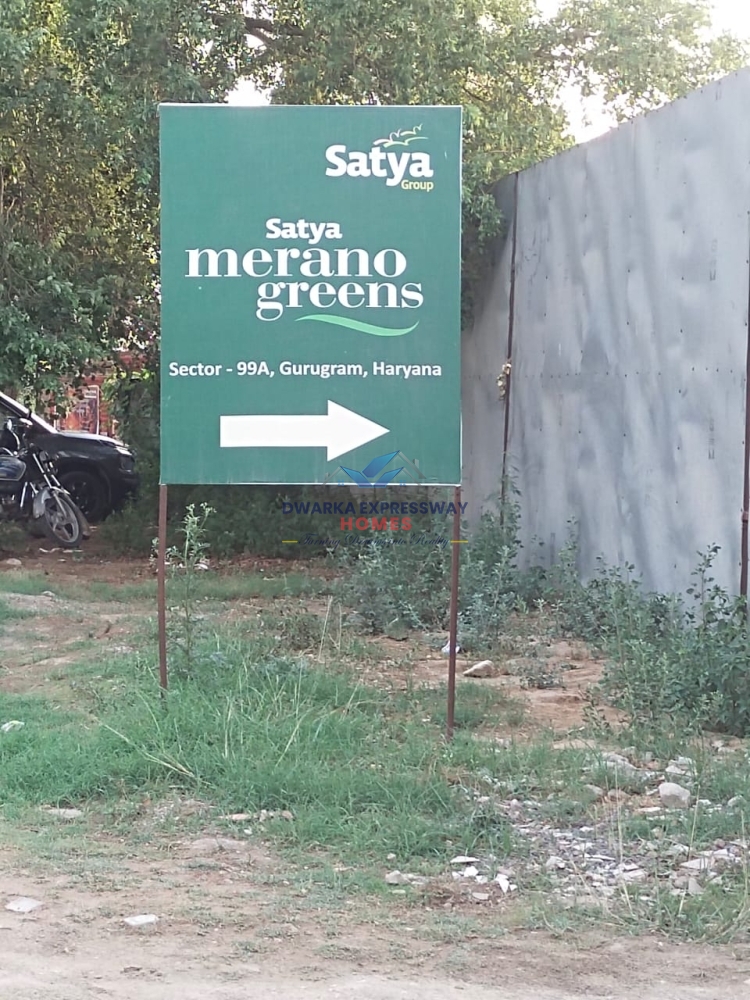 Satya
Group
Satya
merano
greens
Sector - 99A, Gurugram, Haryana
DWARKA EXPRESSWAY
HOMES